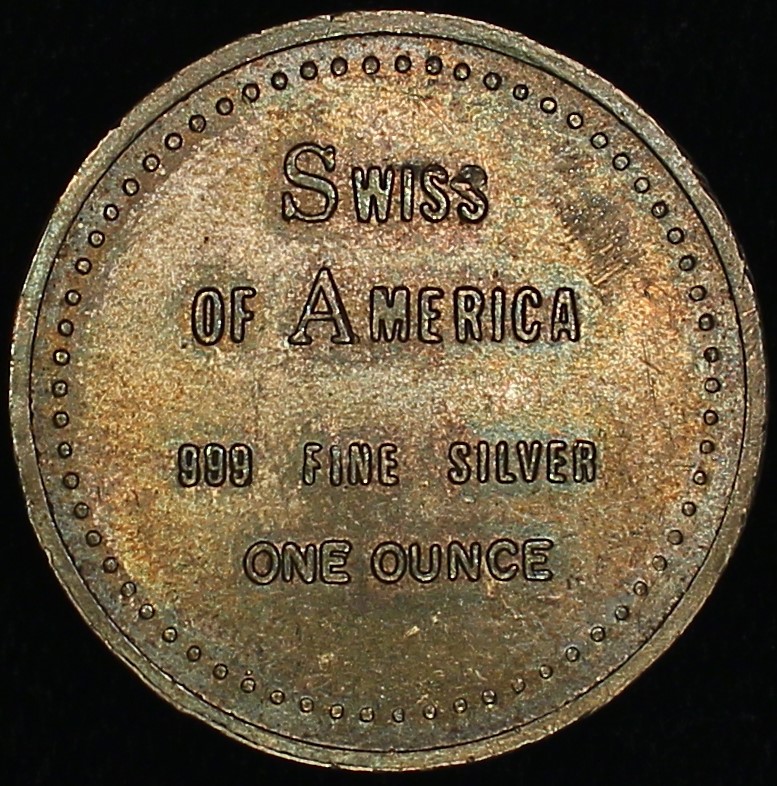 SWISS
OF AMERICA
999 FINE SILVER
ONE OUNCE